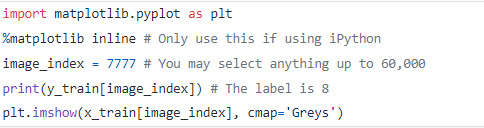 import matplotlib.pyplot as plt
%matplotlib inline # Only use this if using iPython
image_index = 7777 # You may select anything up to 60,000
print(y_train[image_index]) # The label is 8
plt.imshow(x_train[image_index], cmap='Greys')